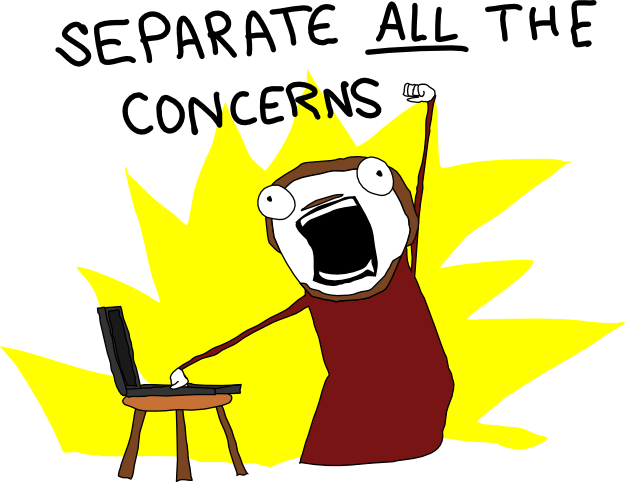 SEPARATE ALL THE
CONCERNS